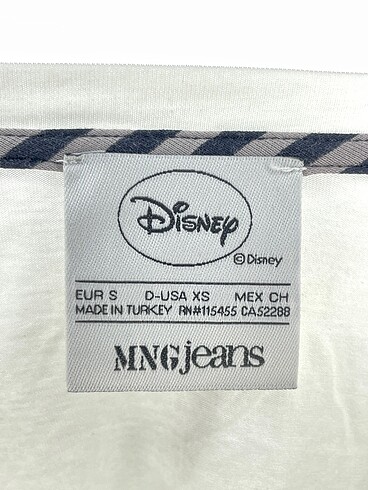 Disney
©Disney
EUR S D-USA XS MEX CH
MADE IN TURKEY RN#115455 CA52288
MNGjeans